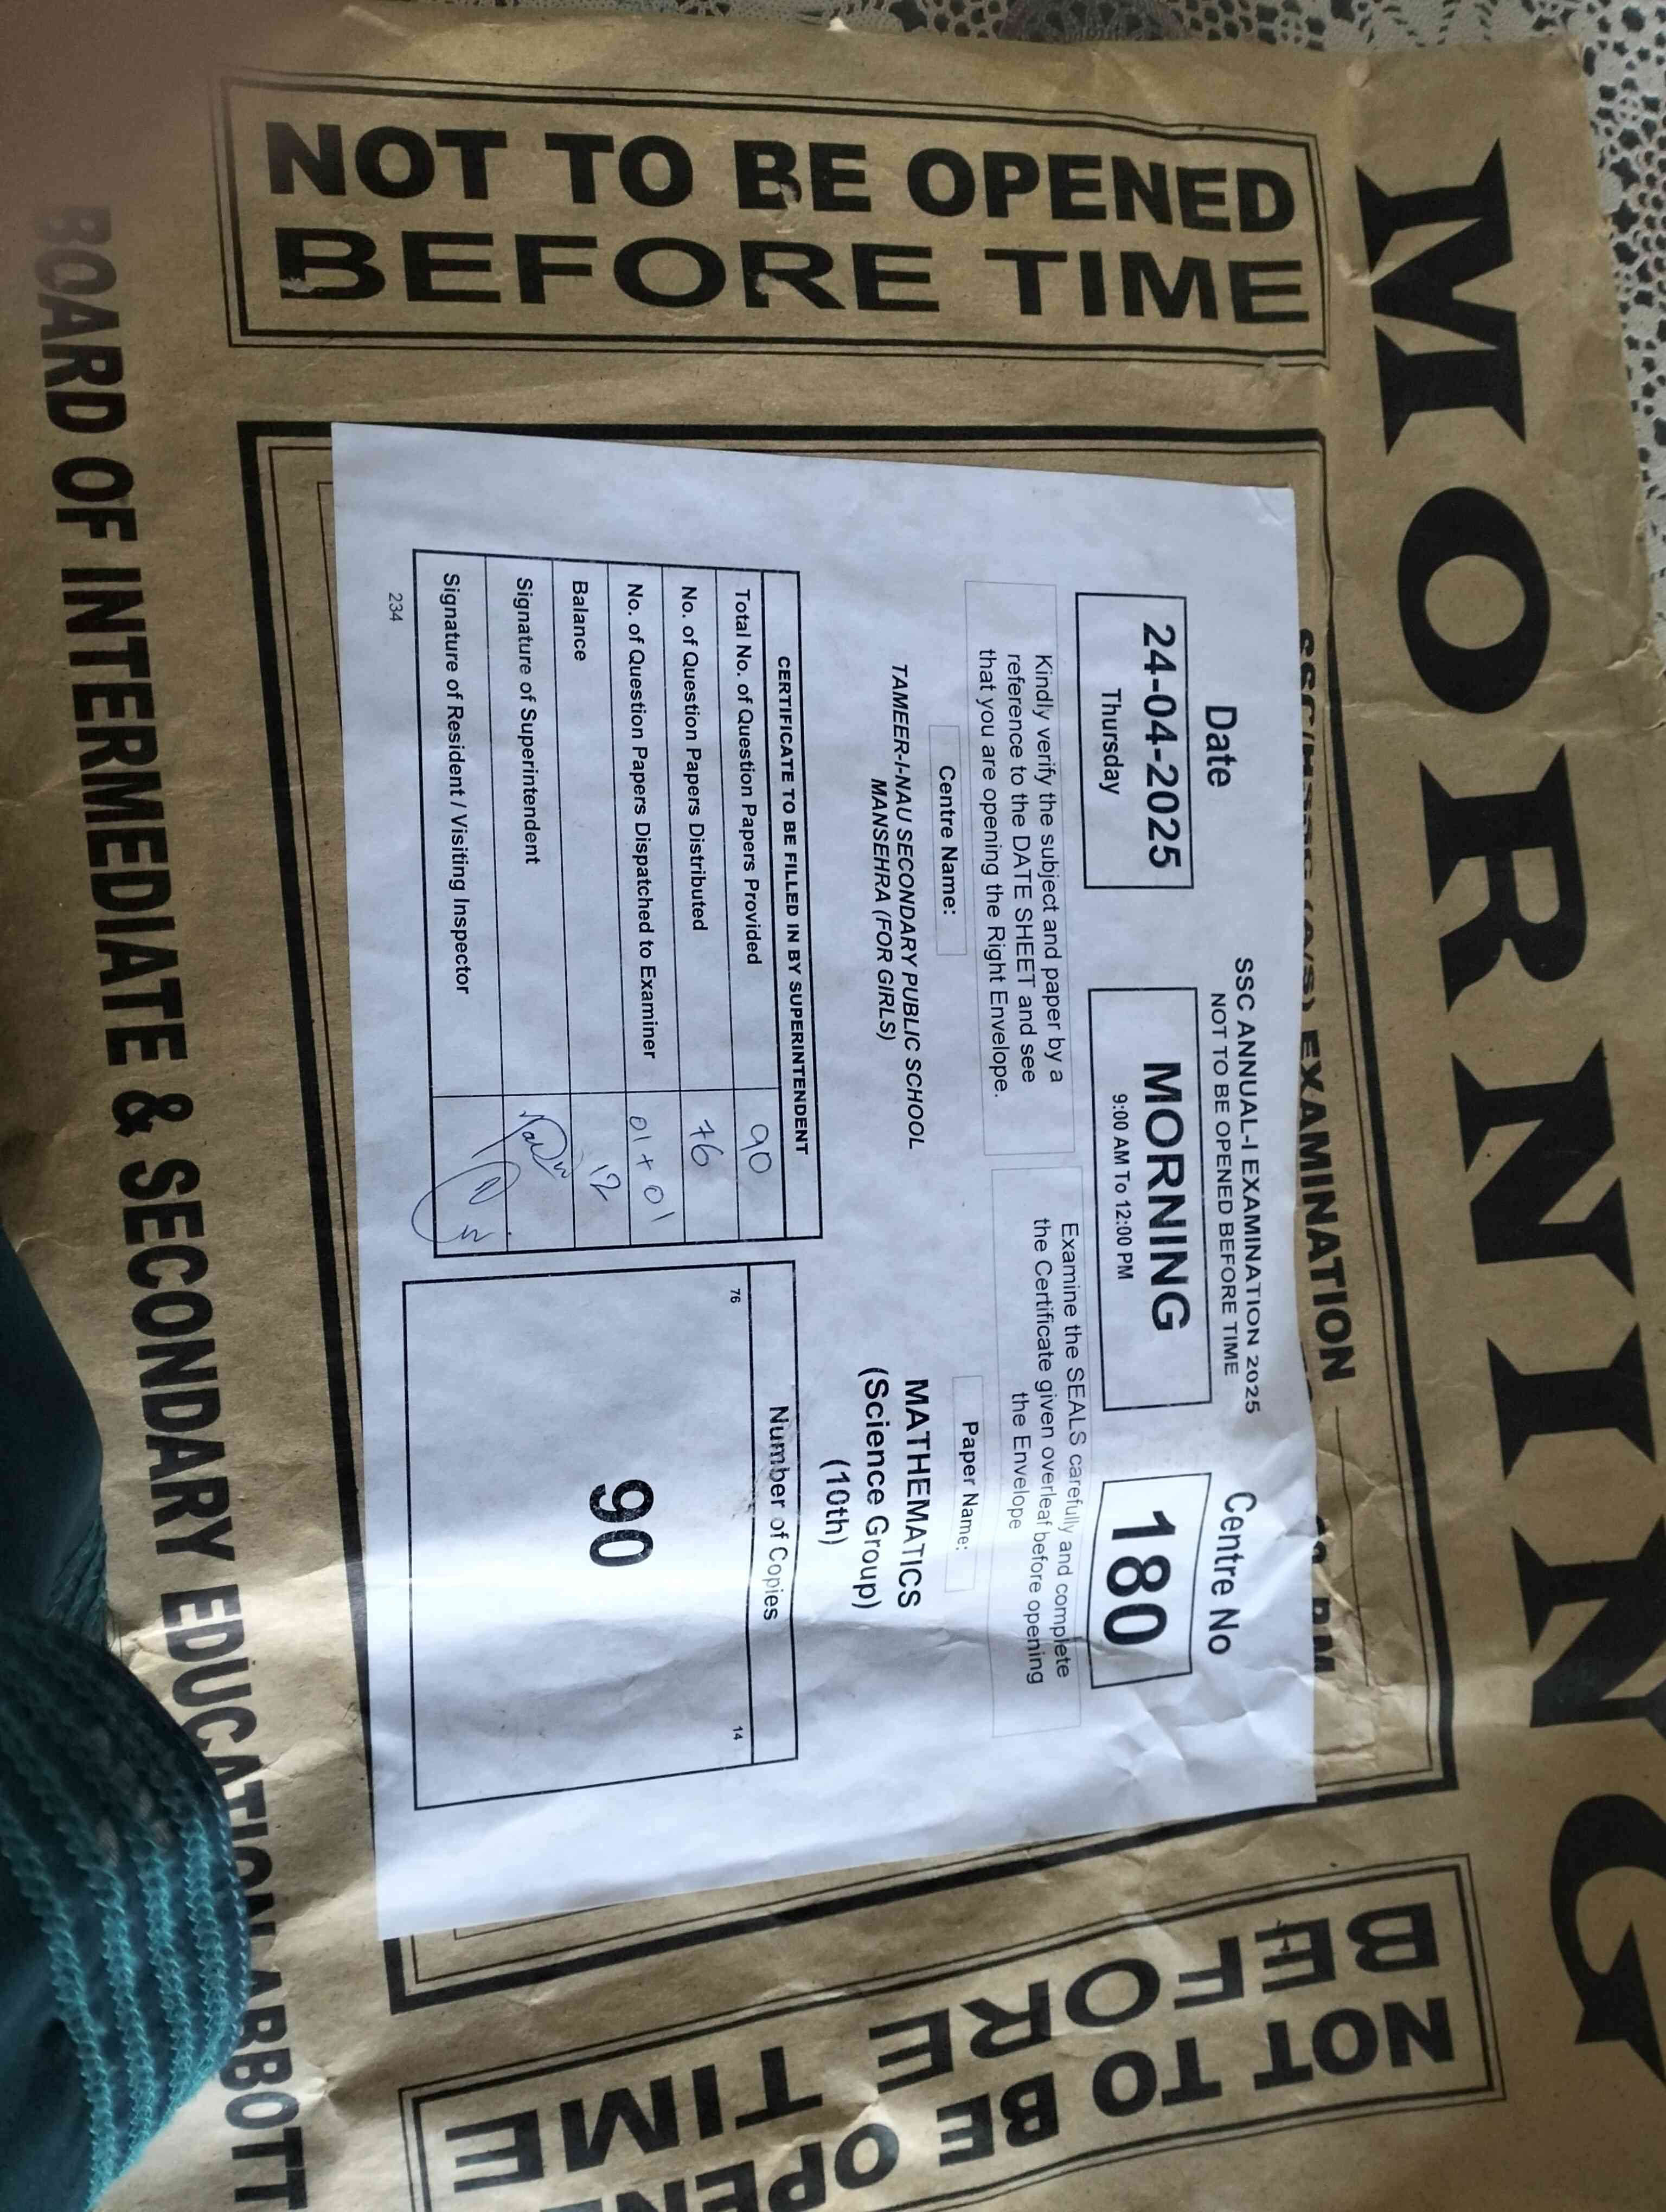 MORNING
SSC ANNUAL-I EXAMINATION 2025
NOT TO BE OPENED BEFORE TIME
Date
24-04-2025
Thursday
MORNING
9:00 AM To 12:00 PM
Centre No
180
Kindly verify the subject and paper by a
reference to the DATE SHEET and see
that you are opening the Right Envelope.
Examine the SEALS carefully and complete
the Certificate given overleaf before opening
the Envelope
Centre Name:
TAMEER-I-NAU SECONDARY PUBLIC SCHOOL
MANSEHRA (FOR GIRLS)
Paper Name:
MATHEMATICS
(Science Group)
(10th)
CERTIFICATE TO BE FILLED IN BY SUPERINTENDENT
Total No. of Question Papers Provided 90
No. of Question Papters Distributed 76
No. of Question Papers Dispatched to Examiner 01 + 01
Balance 12
Signature of Superintendent
Signature of Resident / Visiting Inspector
234
Number of Copies
76 14
90
EXAMINATION
NOT TO BE OPENED
BEFORE TIME
NOT TO BE OPENE
BEFORE TIME
BOARD OF INTERMEDIATE & SECONDARY EDUCATION ABBOTT